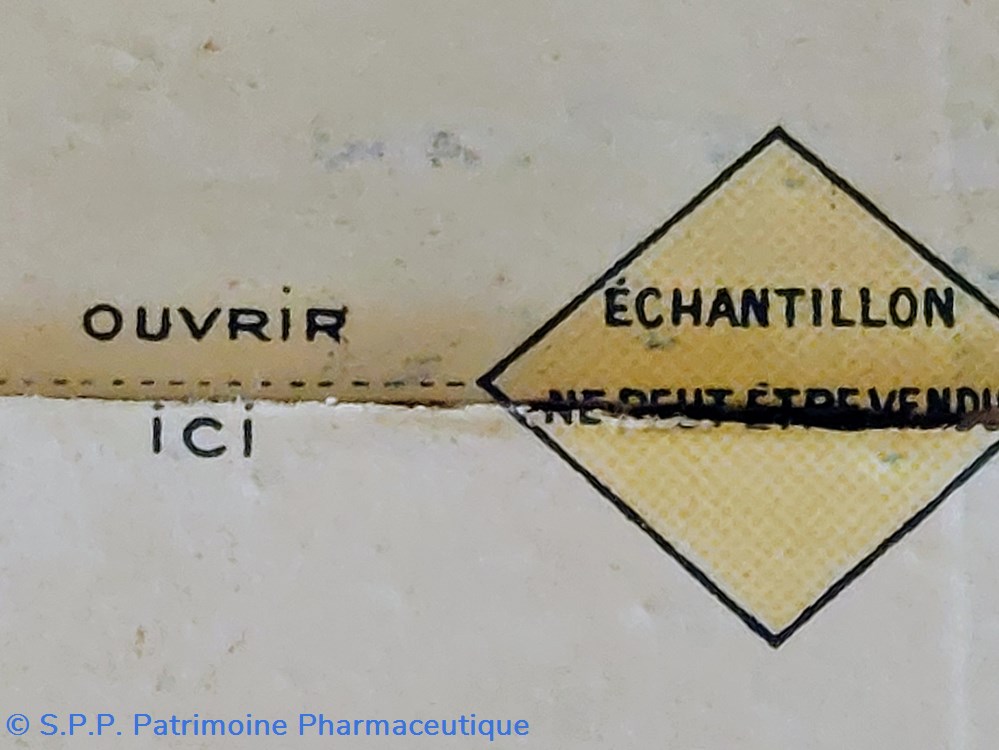 OUVRIR
ICI
ÉCHANTILLON
NE PEUT ÊTRE VENDU
© S.P.P. Patrimoine Pharmaceutique